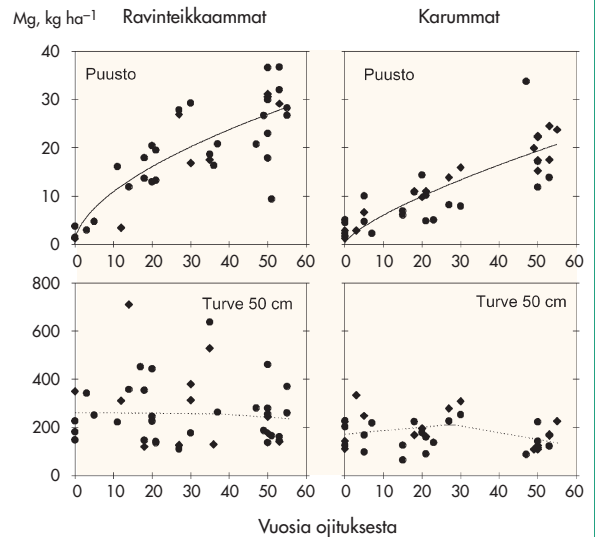 Mg, kg ha⁻¹ Ravinteikkaammat Karummat
40
30
20
10
0
Puusto
Puusto
0 10 20 30 40 50 60 0 10 20 30 40 50 60
800
600
400
200
0
Turve 50 cm
Turve 50 cm
0 10 20 30 40 50 60 0 10 20 30 40 50 60
Vuosia ojituksesta